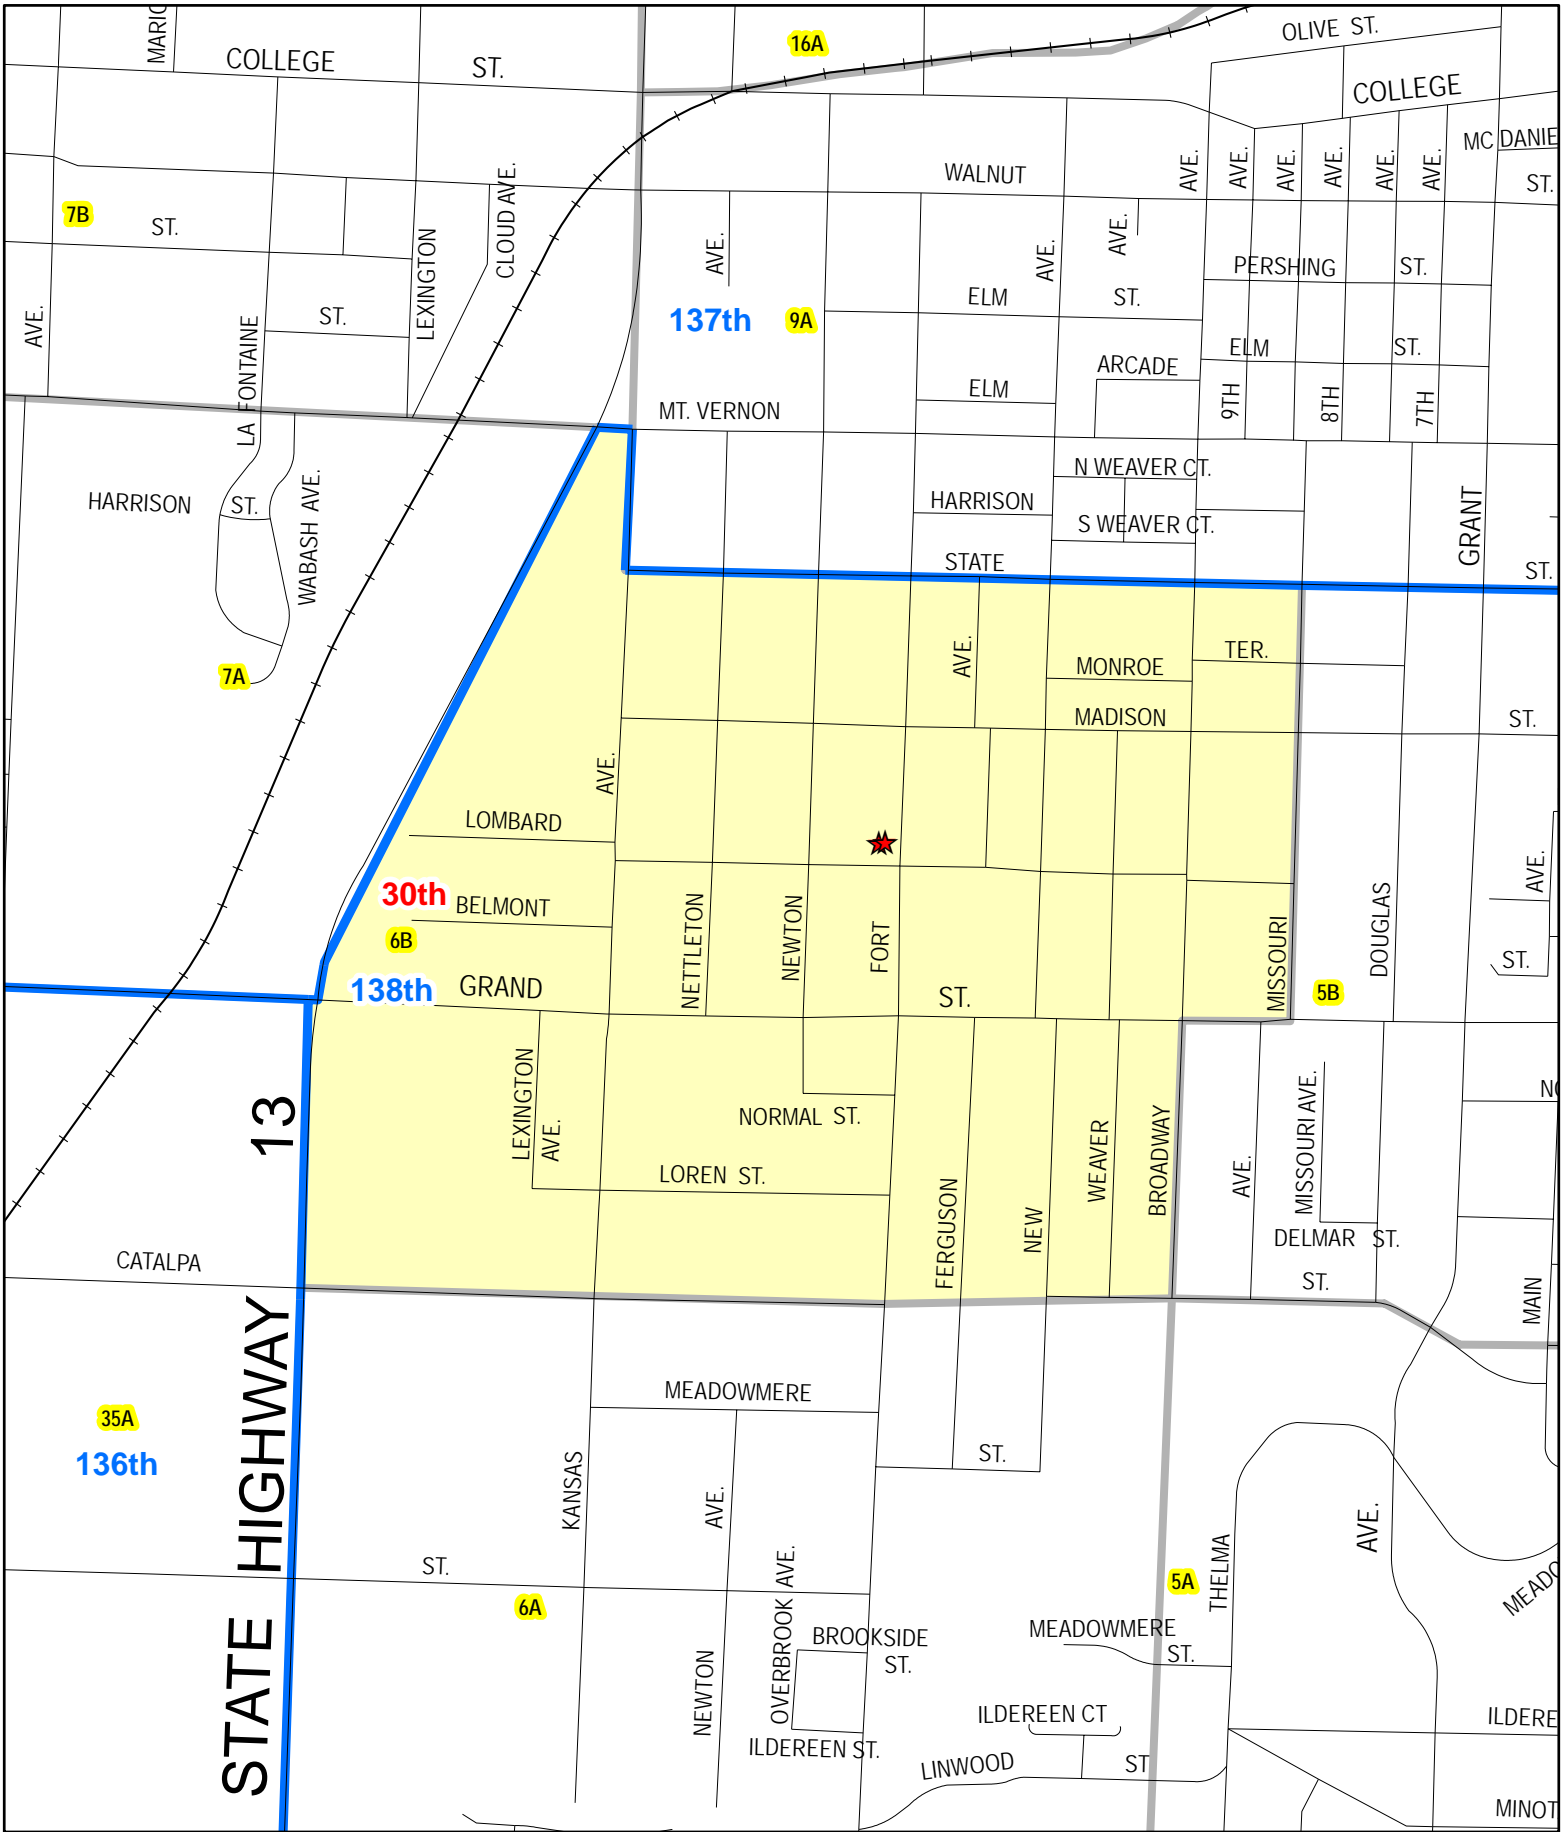 MARIO
COLLEGE
ST.
16A
OLIVE ST.
COLLEGE
MC DANIE
ST.
WALNUT
AVE.
AVE.
AVE.
AVE.
AVE.
AVE.
7B
ST.
CLOUD AVE.
LEXINGTON
AVE.
AVE.
AVE.
PERSHING
ST.
ELM
ST.
137th
9A
ST.
AVE.
LA FONTAINE
ELM
ST.
ARCADE
ELM
MT. VERNON
9TH
8TH
7TH
N WEAVER CT.
HARRISON
ST.
WABASH AVE.
HARRISON
S WEAVER CT.
GRANT
STATE
ST.
7A
AVE.
MONROE
TER.
MADISON
ST.
AVE.
LOMBARD
AVE.
30th
BELMONT
6B
138th
GRAND
NETTLETON
NEWTON
FORT
ST.
MISSOURI
DOUGLAS
5B
ST.
13
LEXINGTON
AVE.
NORMAL ST.
LOREN ST.
FERGUSON
NEW
WEAVER
BROADWAY
AVE.
MISSOURI AVE.
NO
DELMAR ST.
ST.
MAIN
CATALPA
STATE HIGHWAY
MEADOWMERE
35A
136th
KANSAS
AVE.
ST.
AVE.
ST.
6A
5A
THELMA
MEADO
NEWTON
OVERBROOK AVE.
BROOKSIDE
ST.
MEADOWMERE
ST.
ILDEREEN CT
ILDERE
ILDEREEN ST.
LINWOOD
ST
MINOT